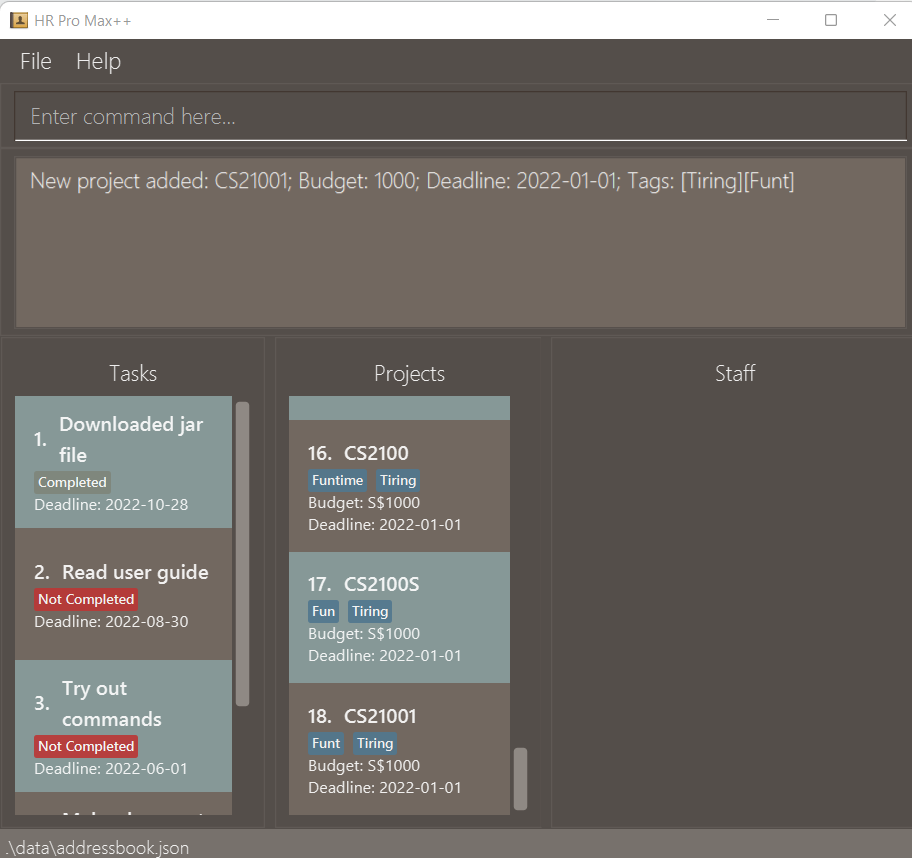 HR Pro Max++
File Help
Enter command here...
New project added: CS21001; Budget: 1000; Deadline: 2022-01-01; Tags: [Tiring][Funt]
Tasks
1. Downloaded jar
file
Completed
Deadline: 2022-10-28
2. Read user guide
Not Completed
Deadline: 2022-08-30
3. Try out
commands
Not Completed
Deadline: 2022-06-01
Projects
16. CS2100
Funtime Tiring
Budget: S$1000
Deadline: 2022-01-01
17. CS2100S
Fun Tiring
Budget: S$1000
Deadline: 2022-01-01
18. CS21001
Funt Tiring
Budget: S$1000
Deadline: 2022-01-01
Staff
.\data\addressbook.json